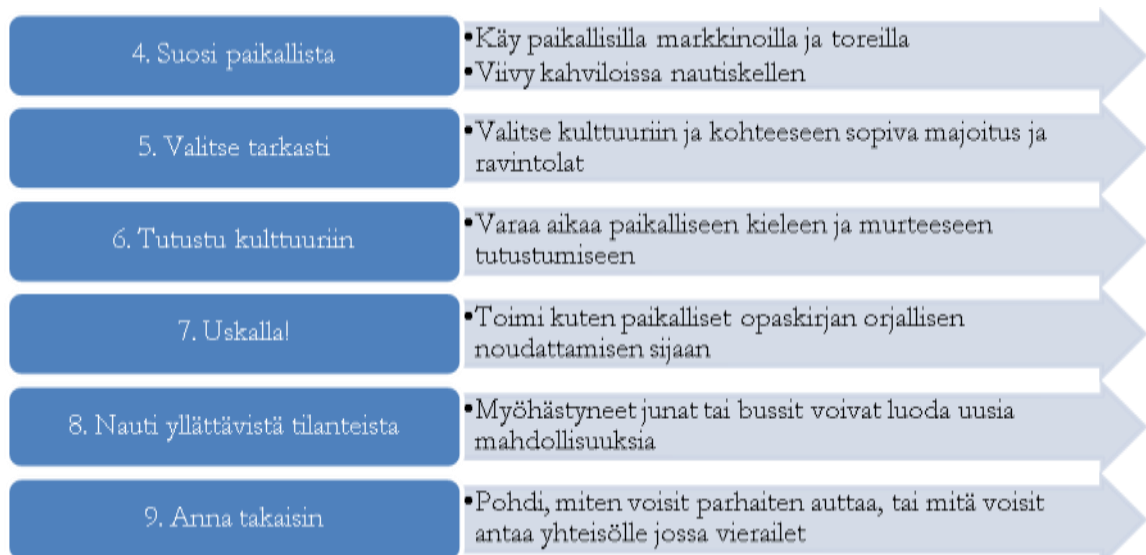 4. Suosi paikallista
•Käy paikallisilla markkinoilla ja toreilla
•Viivy kahviloissa nautiskellen
5. Valitse tarkasti
•Valitse kulttuuriin ja kohteeseen sopiva majoitus ja
ravintolat
6. Tutustu kulttuuriin
•Varaa aikaa paikalliseen kieleen ja murteeseen
tutustumiseen
7. Uskalla!
•Toimi kuten paikalliset opaskirjan orjallisen
noudattamisen sijaan
8. Nauti yllättävistä tilanteista
•Myöhästyneet junat tai bussit voivat luoda uusia
mahdollisuuksia
9. Anna takaisin
•Pohdi, miten voisit parhaiten auttaa, tai mitä voisit
antaa yhteisölle jossa vierailet